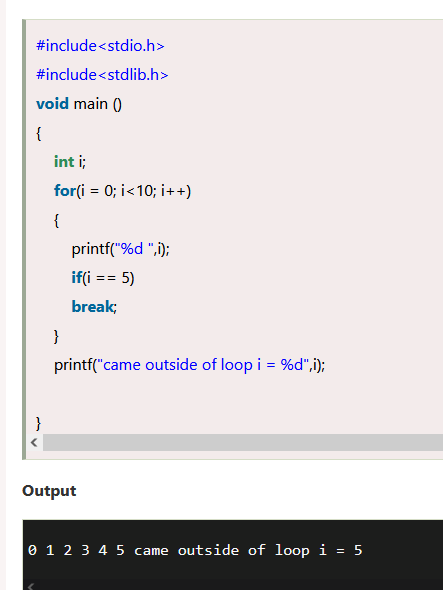 #include<stdio.h>
#include<stdlib.h>
void main ()
{
int i;
for(i = 0; i<10; i++)
{
printf("%d ",i);
if(i == 5)
break;
}
printf("came outside of loop i = %d",i);
}
Output
0 1 2 3 4 5 came outside of loop i = 5